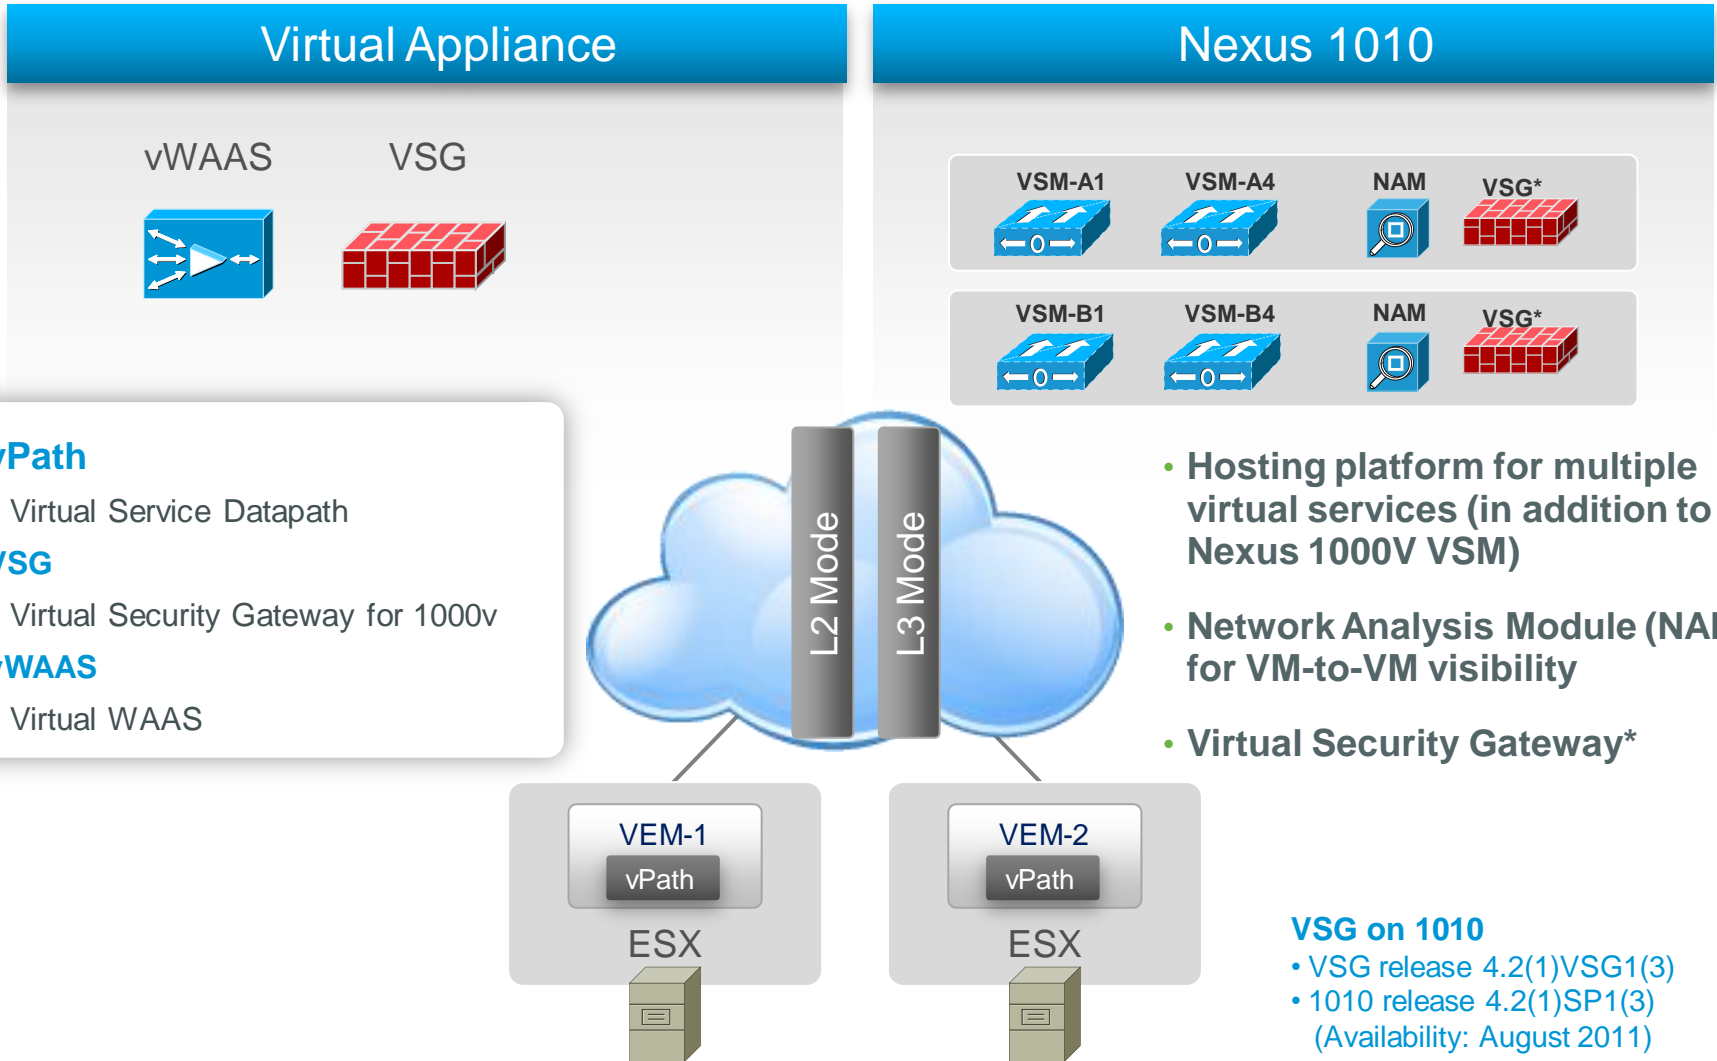 Virtual Appliance
Nexus 1010
vWAAS
VSG
VSM-A1
VSM-A4
NAM
VSG*
VSM-B1
VSM-B4
NAM
VSG*
vPath
Virtual Service Datapath
VSG
Virtual Security Gateway for 1000v
vWAAS
Virtual WAAS
L2 Mode
L3 Mode
• Hosting platform for multiple
virtual services (in addition to
Nexus 1000V VSM)
• Network Analysis Module (NAM
for VM-to-VM visibility
• Virtual Security Gateway*
VEM-1
vPath
ESX
VEM-2
vPath
ESX
VSG on 1010
• VSG release 4.2(1)VSG1(3)
• 1010 release 4.2(1)SP1(3)
(Availability: August 2011)